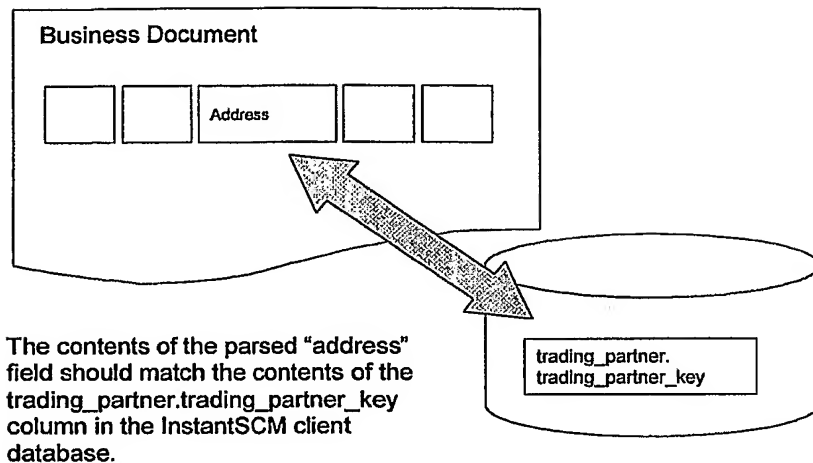 Business Document
Address
trading_partner.
trading_partner_key
The contents of the parsed “address”
field should match the contents of the
trading_partner.trading_partner_key
column in the InstantSCM client
database.